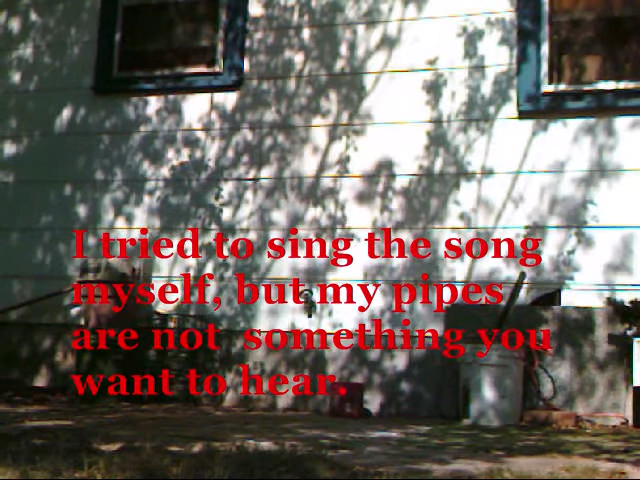 I tried to sing the song
myself, but my pipes
are not  something you
want to hear.